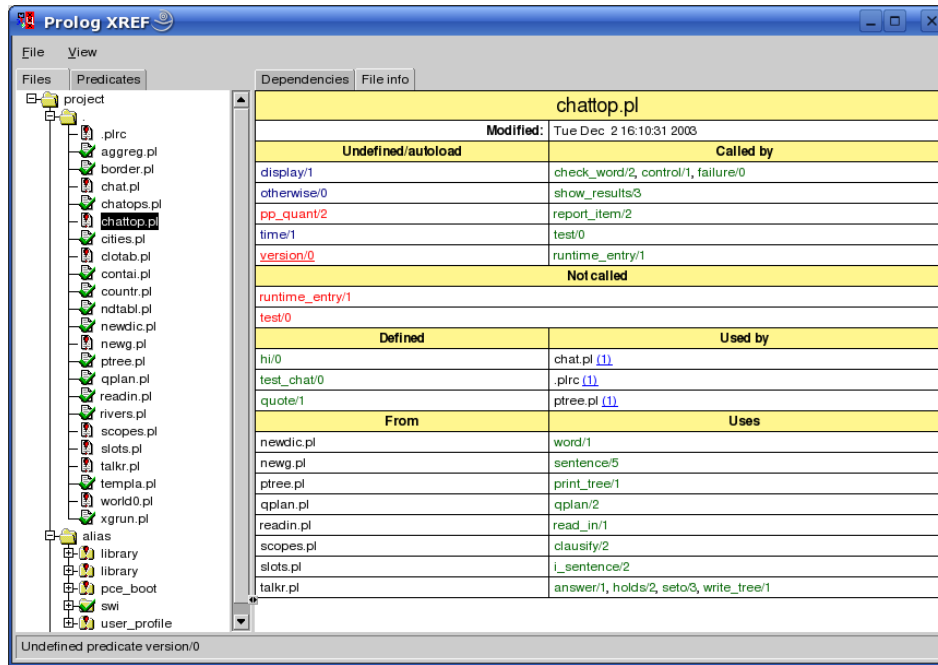 Prolog XREF
File View
Files Predicates
Dependencies File info
project
.
.plrc
aggreg.pl
border.pl
chat.pl
chatops.pl
chattop.pl
cities.pl
clotab.pl
contai.pl
countr.pl
ndtabl.pl
newdic.pl
newg.pl
ptree.pl
qplan.pl
readin.pl
rivers.pl
scopes.pl
slots.pl
talkr.pl
templa.pl
world0.pl
xgrun.pl
alias
library
library
pce_boot
swi
user_profile
chattop.pl
Modified: Tue Dec 2 16:10:31 2003
Undefined/autoload Called by
display/1 check_word/2, control/1, failure/0
otherwise/0 show_results/3
pp_quant/2 report_item/2
time/1 test/0
version/0 runtime_entry/1
Not called
runtime_entry/1
test/0
Defined Used by
hi/0 chat.pl (1)
test_chat/0 .plrc (1)
quote/1 ptree.pl (1)
From Uses
newdic.pl word/1
newg.pl sentence/5
ptree.pl print_tree/1
qplan.pl qplan/2
readin.pl read_in/1
scopes.pl clausify/2
slots.pl i_sentence/2
talkr.pl answer/1, holds/2, seto/3, write_tree/1
Undefined predicate version/0